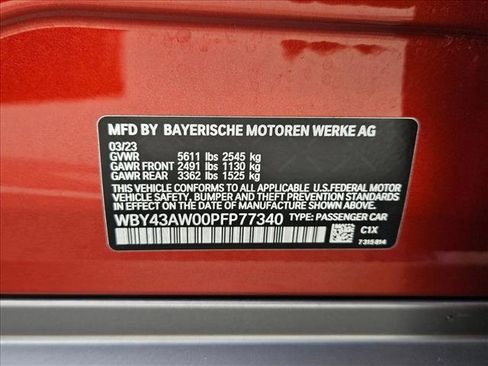 MFD BY BAYERISCHE MOTOREN WERKE AG
03/23
GVWR 5611 lbs 2545 kg
GAWR FRONT 2491 lbs 1130 kg
GAWR REAR 3362 lbs 1525 kg
THIS VEHICLE CONFORMS TO ALL APPLICABLE U.S.FEDERAL MOTOR
VEHICLE SAFETY, BUMPER AND THEFT PREVENTION STANDARDS
IN EFFECT ON THE DATE OF MANUFACTURE SHOWN ABOVE.
WBY43AW00PFP77340 TYPE: PASSENGER CAR
C1X
7 315 814